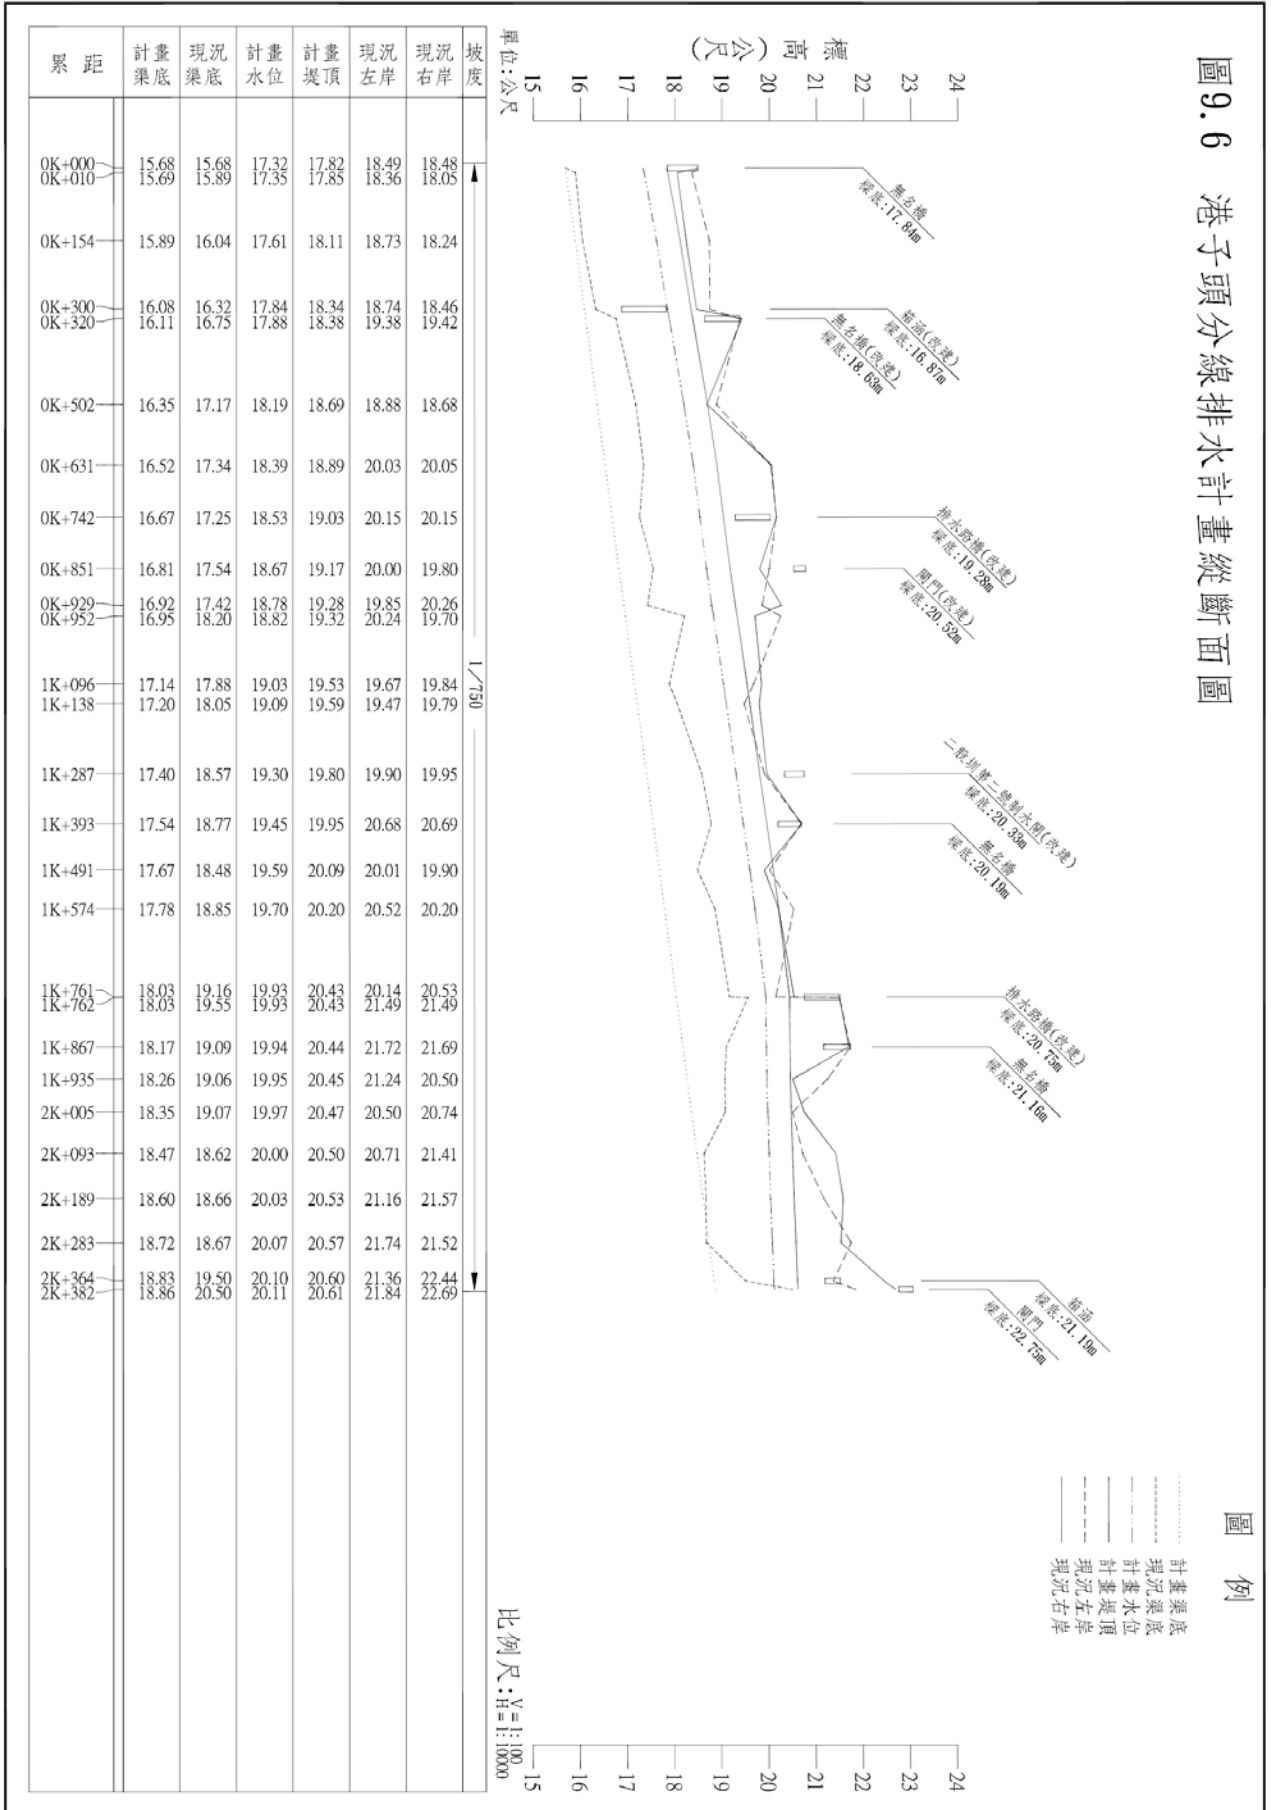 圖9.6 港子頭分線排水計畫縱斷面圖
標高(公尺)
單位:公尺
15 16 17 18 19 20 21 22 23 24
無名橋
樑底:17.84m
箱涵(改建)
樑底:16.87m
無名橋(改建)
樑底:18.63m
排水路橋(改建)
樑底:19.28m
閘門(改建)
樑底:20.52m
二股圳第二號制水閘(改建)
樑底:20.33m
無名橋
樑底:20.19m
排水路橋(改建)
樑底:20.75m
無名橋
樑底:21.16m
箱涵
樑底:21.19m
閘門
樑底:22.75m
圖例
計畫渠底
現況渠底
計畫水位
計畫堤頂
現況左岸
現況右岸
比例尺:V=1:100
H=1:10000
15 16 17 18 19 20 21 22 23 24
累距 計畫渠底 現況渠底 計畫水位 計畫堤頂 現況左岸 現況右岸 坡度
0K+000 15.68 15.68 17.32 17.82 18.49 18.48
0K+010 15.69 15.89 17.35 17.85 18.36 18.05
0K+154 15.89 16.04 17.61 18.11 18.73 18.24
0K+300 16.08 16.32 17.84 18.34 18.74 18.46
0K+320 16.11 16.75 17.88 18.38 19.38 19.42
0K+502 16.35 17.17 18.19 18.69 18.88 18.68
0K+631 16.52 17.34 18.39 18.89 20.03 20.05
0K+742 16.67 17.25 18.53 19.03 20.15 20.15
0K+851 16.81 17.54 18.67 19.17 20.00 19.80
0K+929 16.92 17.42 18.78 19.28 19.85 20.26
0K+952 16.95 18.20 18.82 19.32 20.24 19.70
1K+096 17.14 17.88 19.03 19.53 19.67 19.84
1/750
1K+138 17.20 18.05 19.09 19.59 19.47 19.79
1K+287 17.40 18.57 19.30 19.80 19.90 19.95
1K+393 17.54 18.77 19.45 19.95 20.68 20.69
1K+491 17.67 18.48 19.59 20.09 20.01 19.90
1K+574 17.78 18.85 19.70 20.20 20.52 20.20
1K+761 18.03 19.16 19.93 20.43 20.14 20.53
1K+762 18.03 19.55 19.93 20.43 21.49 21.49
1K+867 18.17 19.09 19.94 20.44 21.72 21.69
1K+935 18.26 19.06 19.95 20.45 21.24 20.50
2K+005 18.35 19.07 19.97 20.47 20.50 20.74
2K+093 18.47 18.62 20.00 20.50 20.71 21.41
2K+189 18.60 18.66 20.03 20.53 21.16 21.57
2K+283 18.72 18.67 20.07 20.57 21.74 21.52
2K+364 18.83 19.50 20.10 20.60 21.36 22.44
2K+382 18.86 20.50 20.11 20.61 21.84 22.69